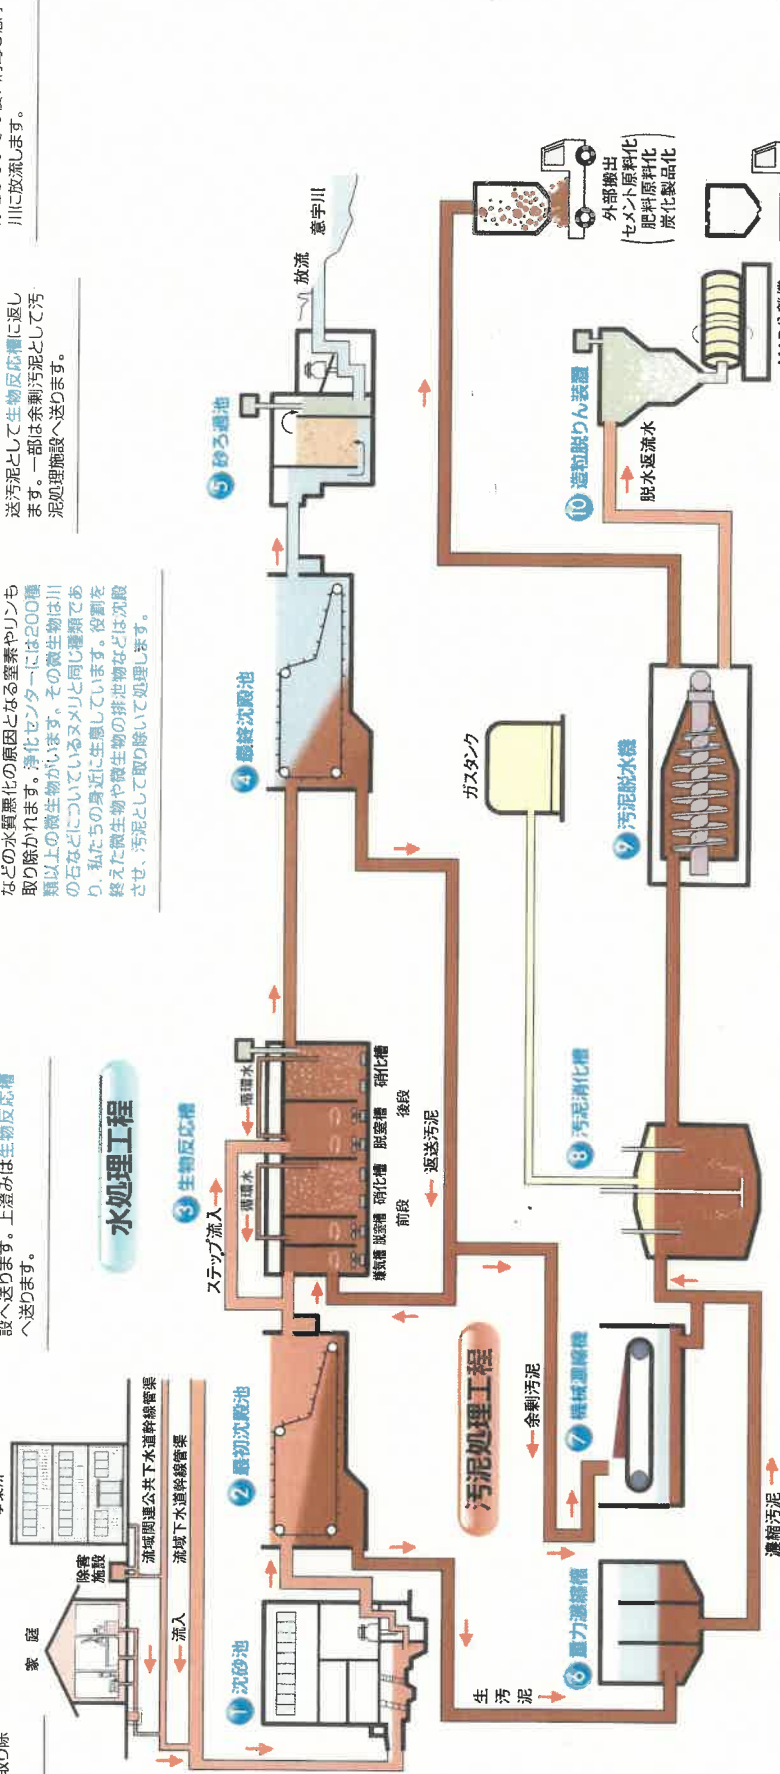 川に放流します。
送汚泥として生物反応槽に返し
ます。一部は余剰汚泥として汚
泥処理施設へ送ります。
などの水質悪化の原因となる窒素やリンも
取り除かれます。浄化センターには200種
類以上の微生物がいます。その微生物は川
の石などについているヌメリと同じ種類であ
り、私たちの身近に生息しています。役割を
終えた微生物や微生物の排泄物などは沈殿
させ、汚泥として取り除いて処理します。
設へ送ります。上澄みは生物反応槽
へ送ります。
取り除
水処理工程
家庭
事業所
除害
施設
流域関連公共下水道幹線管渠
流域下水道幹線管渠
流入
1 沈砂池
2 最初沈殿池
3 生物反応槽
ステップ流入
循環水
循環水
嫌気槽 脱窒槽 硝化槽 脱窒槽 硝化槽
前段 後段
返送汚泥
4 最終沈殿池
5 砂ろ過池
放流
意宇川
汚泥処理工程
生汚泥
余剰汚泥
6 重力濃縮槽
7 機械濃縮機
濃縮汚泥
8 汚泥消化槽
ガスタンク
9 汚泥脱水機
10 造粒脱りん装置
脱水返流水
外部搬出
セメント原料化
肥料原料化
炭化製品化